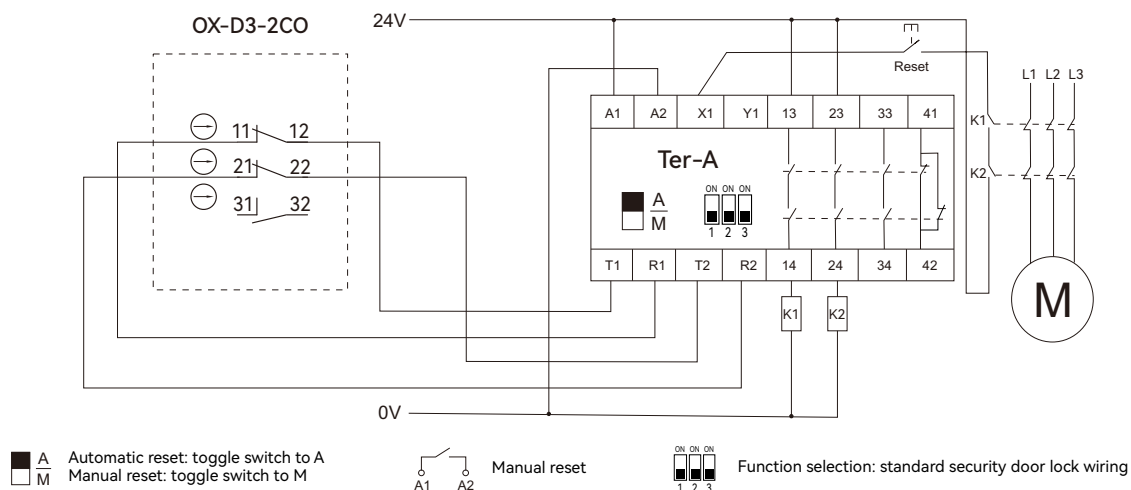 OX-D3-2CO
24V
Reset
L1 L2 L3
A1 A2 X1 Y1 13 23 33 41
K1
11 12
Ter-A
21 22
K2
A
M
ON ON ON
1 2 3
31 32
T1 R1 T2 R2 14 24 34 42
K1 K2
M
0V
A
M
Automatic reset: toggle switch to A
Manual reset: toggle switch to M
A1 A2
Manual reset
ON ON ON
1 2 3
Function selection: standard security door lock wiring